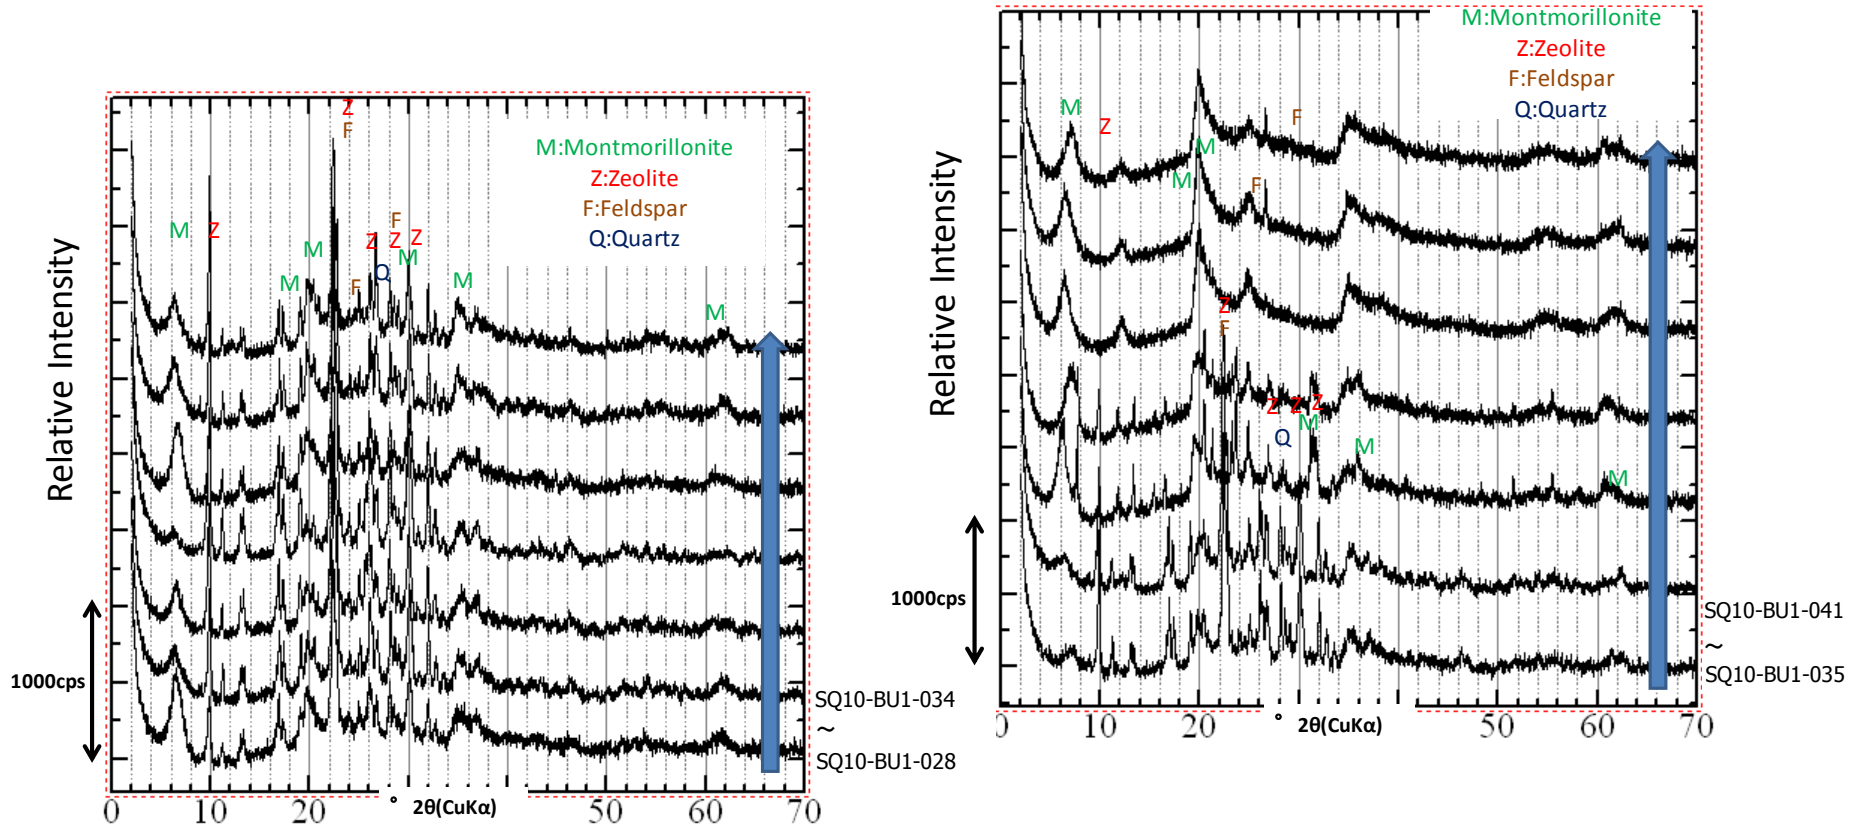 Z
F
M:Montmorillonite
Z:Zeolite
F:Feldspar
Q:Quartz
M
Z
M
M
F
Z
F
Z
Z
M
Q
M
M
Relative Intensity
1000cps
SQ10-BU1-034
~
SQ10-BU1-028
0
10
20
50
60
70
° 2θ(CuKα)
M:Montmorillonite
Z:Zeolite
F:Feldspar
Q:Quartz
M
Z
F
M
M
F
Z
F
Z
Z
Z
M
Q
M
M
Relative Intensity
1000cps
SQ10-BU1-041
~
SQ10-BU1-035
0
10
20
50
60
70
° 2θ(CuKα)